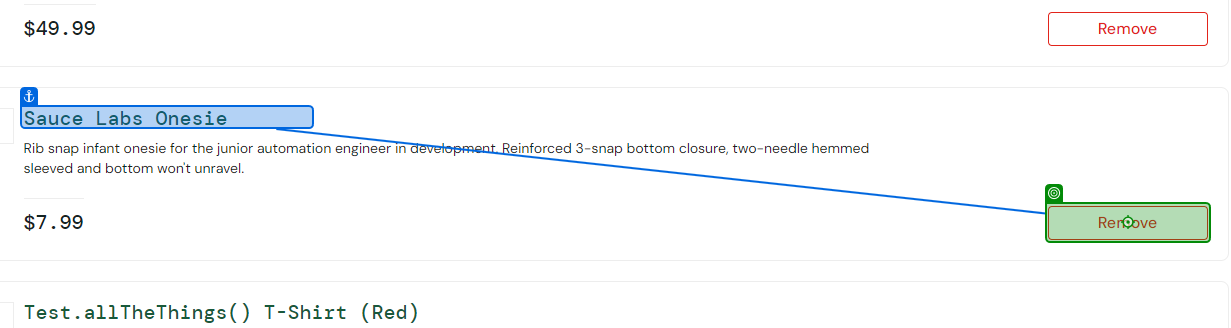 $49.99
Remove
Sauce Labs Onesie
Rib snap infant onesie for the junior automation engineer in development. Reinforced 3-snap bottom closure, two-needle hemmed
sleeved and bottom won't unravel.
$7.99
Remove
Test.allTheThings() T-Shirt (Red)